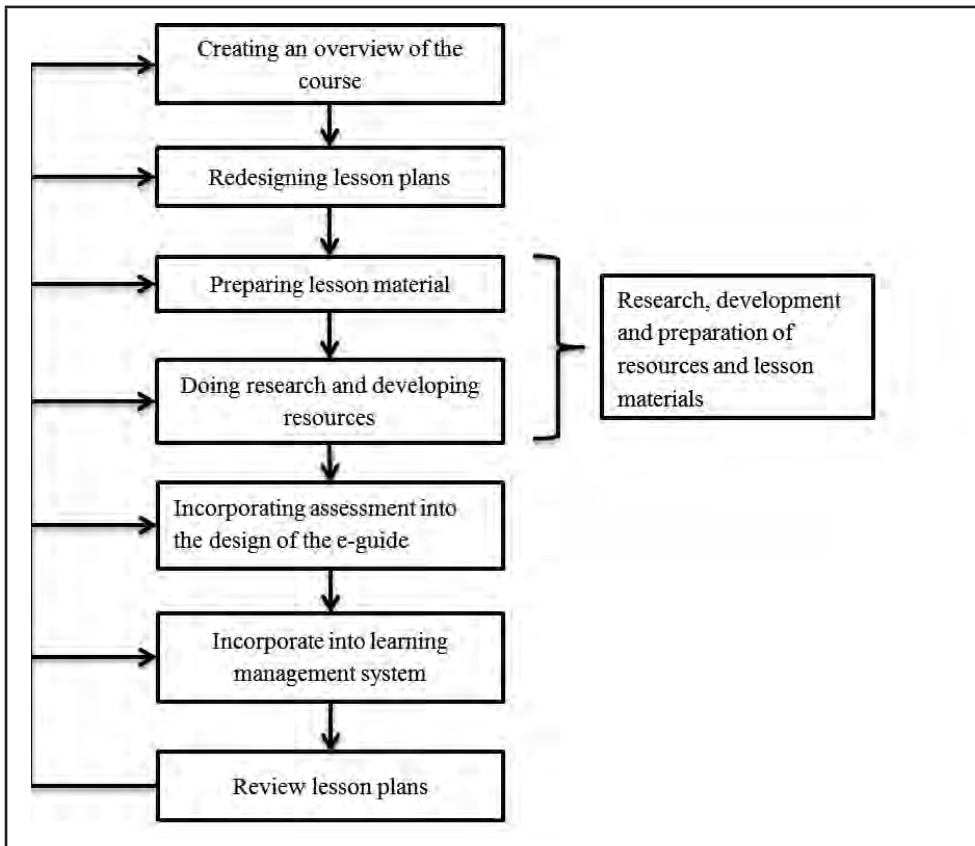 Creating an overview of the
course
Redesigning lesson plans
Preparing lesson material
Doing research and developing
resources
Research, development
and preparation of
resources and lesson
materials
Incorporating assessment into
the design of the e-guide
Incorporate into learning
management system
Review lesson plans